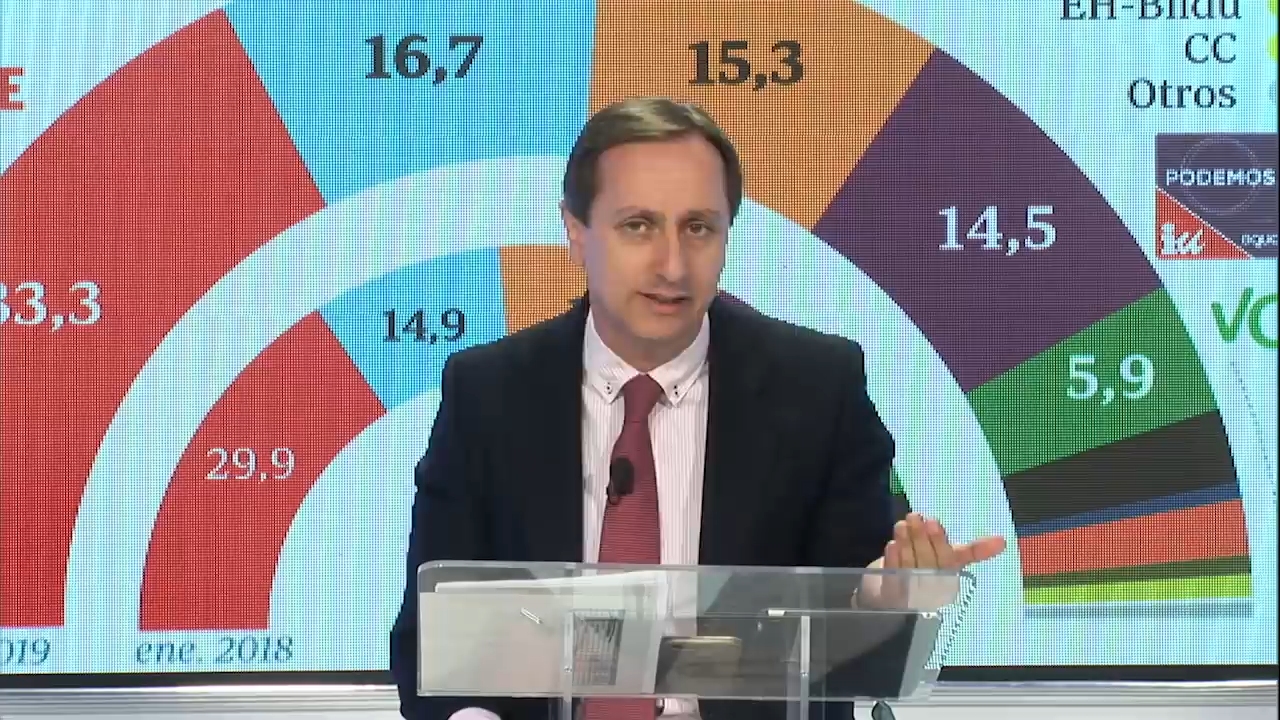 EH-Bildu
CC
Otros
E
16,7
15,3
PODEMOS
14,5
33,3
14,9
5,9
29,9
019
ene. 2018